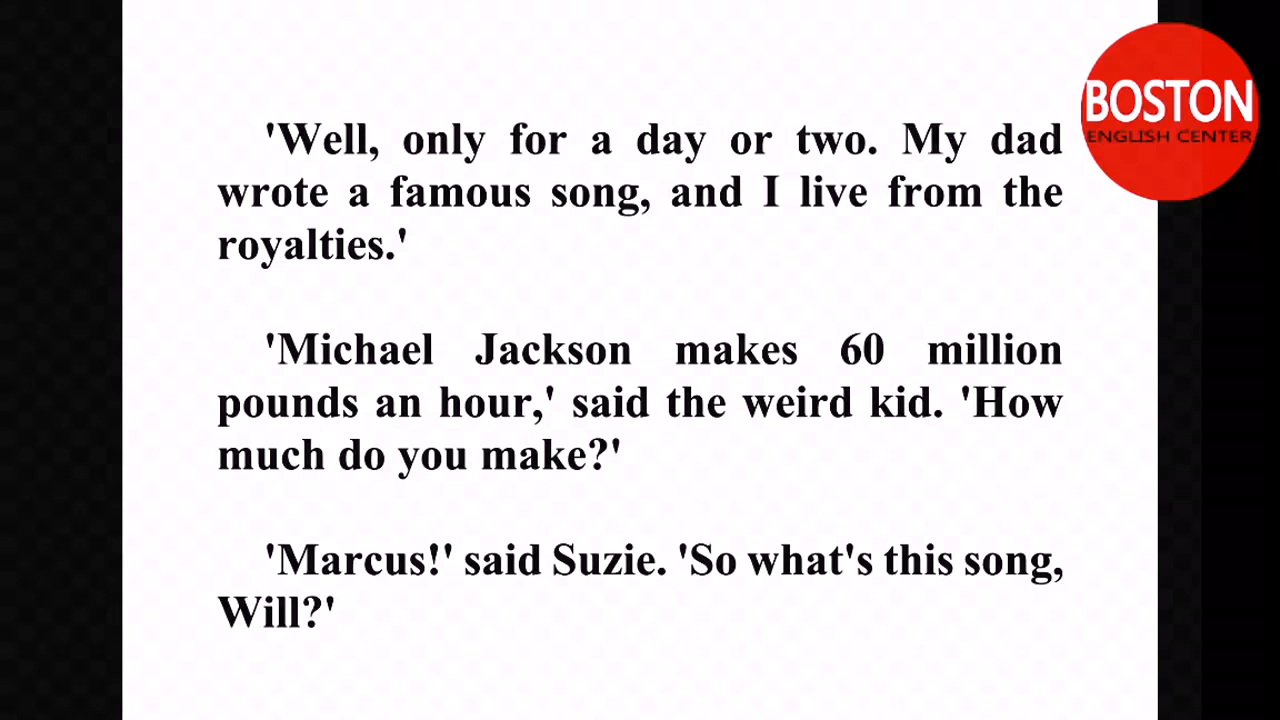 BOSTON
ENGLISH CENTER
'Well, only for a day or two. My dad
wrote a famous song, and I live from the
royalties.'
'Michael Jackson makes 60 million
pounds an hour,' said the weird kid. 'How
much do you make?'
'Marcus!' said Suzie. 'So what's this song,
Will?'